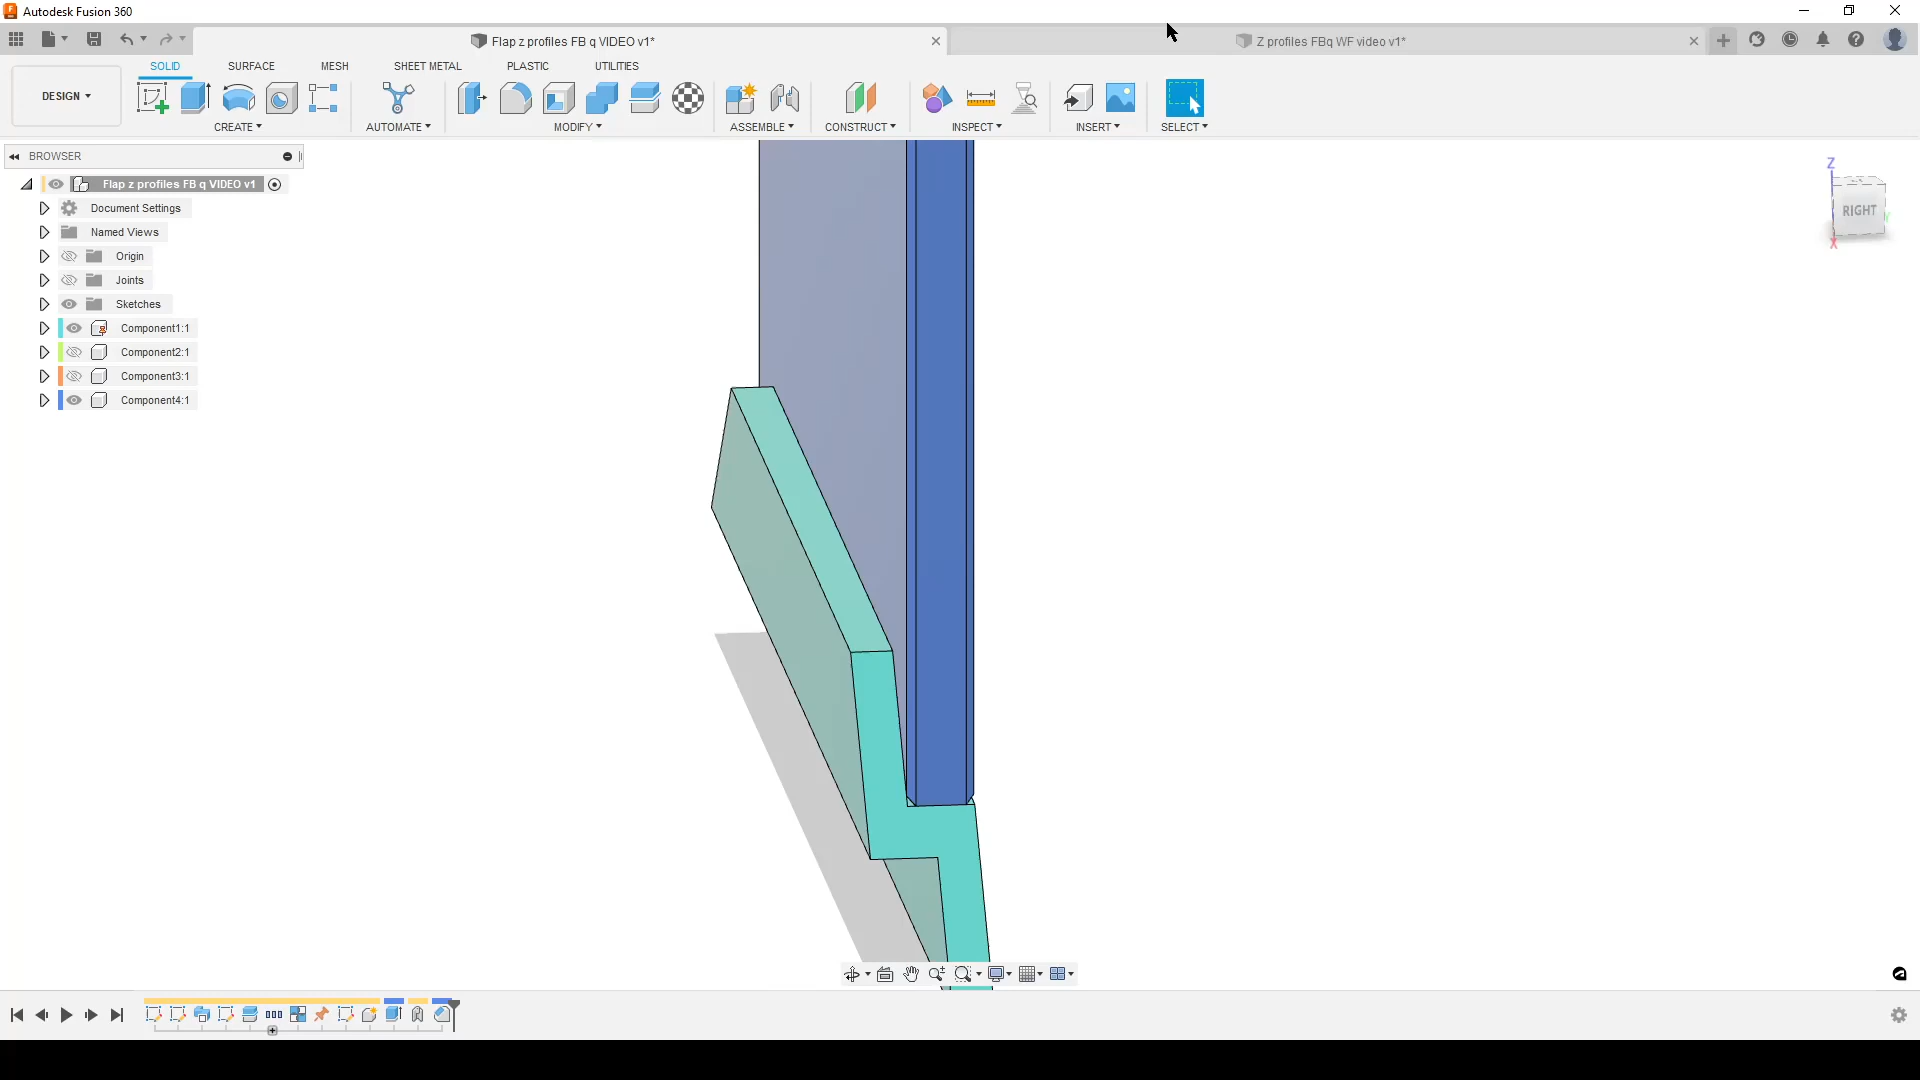 Autodesk Fusion 360
Flap z profiles FB q VIDEO v1*
Z profiles FBq WF video v1*
SOLID SURFACE MESH SHEET METAL PLASTIC UTILITIES
DESIGN
CREATE AUTOMATE MODIFY ASSEMBLE CONSTRUCT INSPECT INSERT SELECT
BROWSER
Flap z profiles FB q VIDEO v1
Document Settings
Named Views
Origin
Joints
Sketches
Component1:1
Component2:1
Component3:1
Component4:1
Z
RIGHT
Y
X